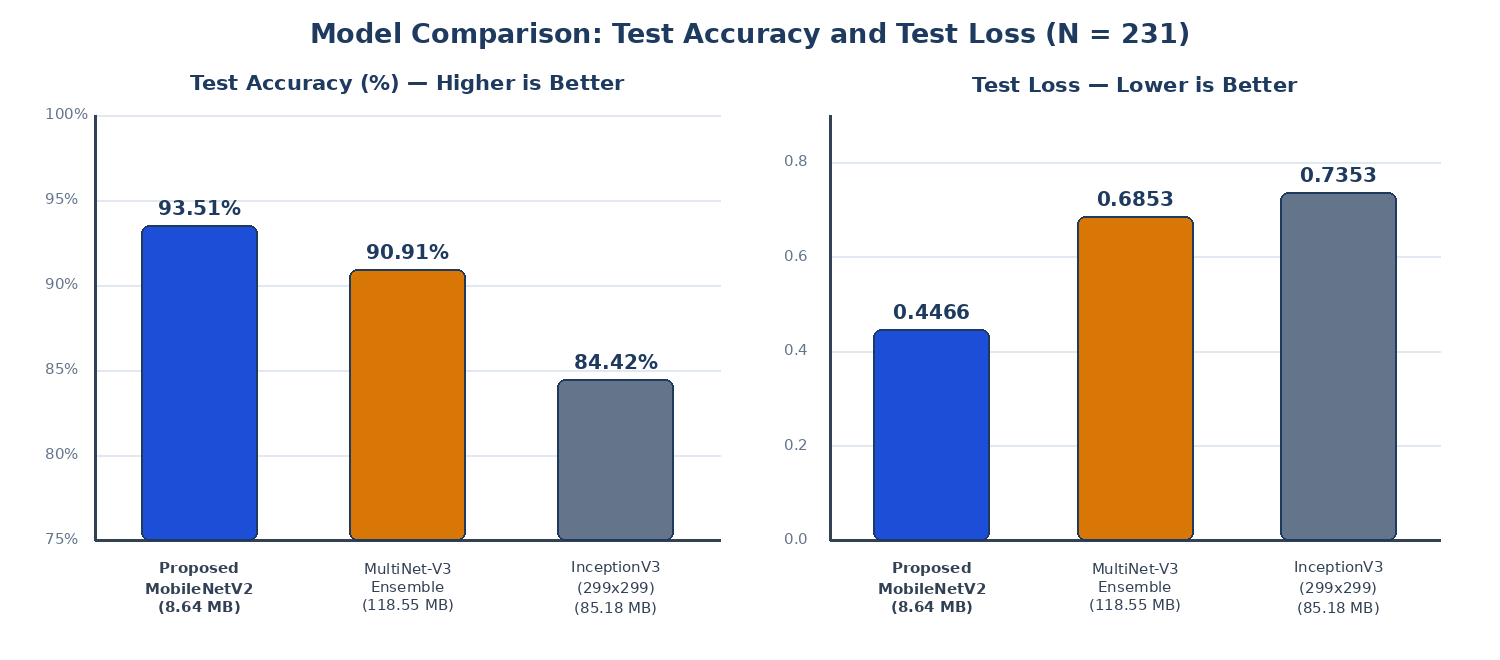 Model Comparison: Test Accuracy and Test Loss (N = 231)
Test Accuracy (%) — Higher is Better
100%
95%
90%
85%
80%
75%
93.51%
90.91%
84.42%
Proposed
MobileNetV2
(8.64 MB)
MultiNet-V3
Ensemble
(118.55 MB)
InceptionV3
(299x299)
(85.18 MB)
Test Loss — Lower is Better
0.8
0.6
0.4
0.2
0.0
0.4466
0.6853
0.7353
Proposed
MobileNetV2
(8.64 MB)
MultiNet-V3
Ensemble
(118.55 MB)
InceptionV3
(299x299)
(85.18 MB)